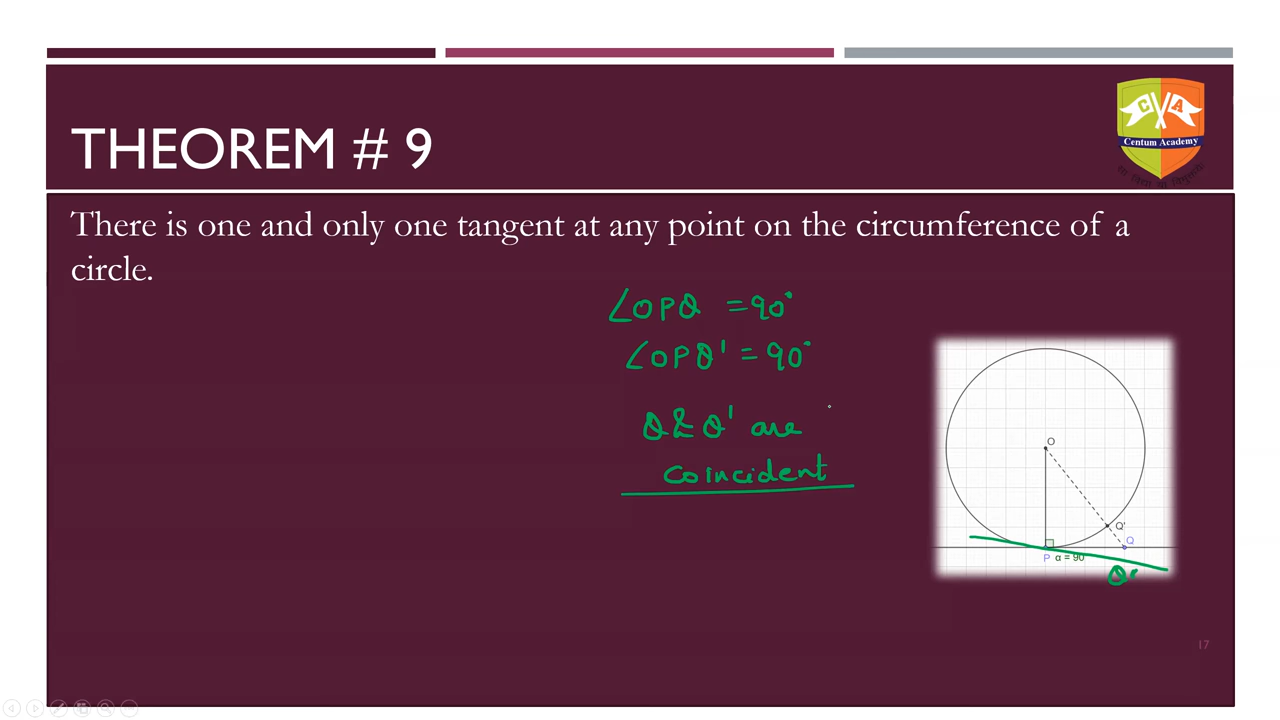 THEOREM # 9
C A
Centum Academy
There is one and only one tangent at any point on the circumference of a
circle.
∠OPQ = 90°
∠OPQ' = 90°
Q & Q' are
coincident
O
Q'
Q
P α = 90
Q'
17